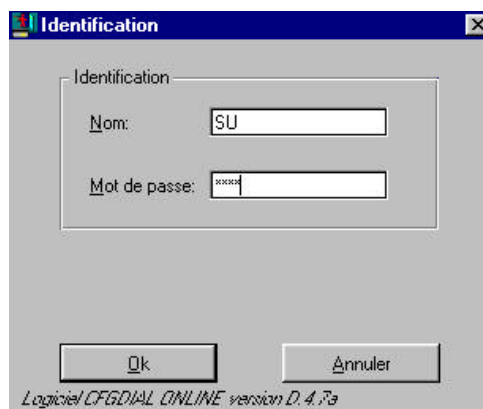 Identification
Identification
Nom: SU
Mot de passe: ****
Ok Annuler
Logiciel CFGDIAL ONLINE version D.4.7a